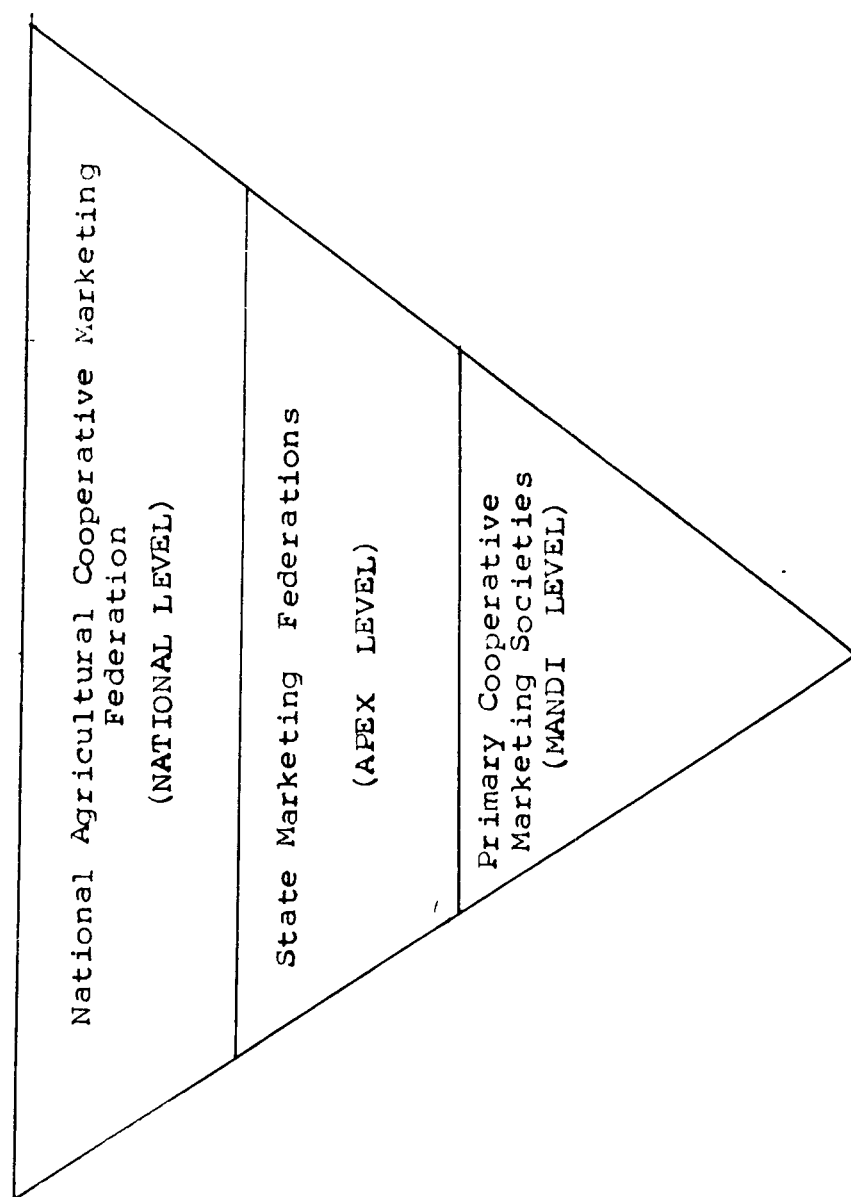 National Agricultural Cooperative Marketing
Federation
(NATIONAL LEVEL)
State Marketing Federations
(APEX LEVEL)
Primary Cooperative
Marketing Societies
(MANDI LEVEL)